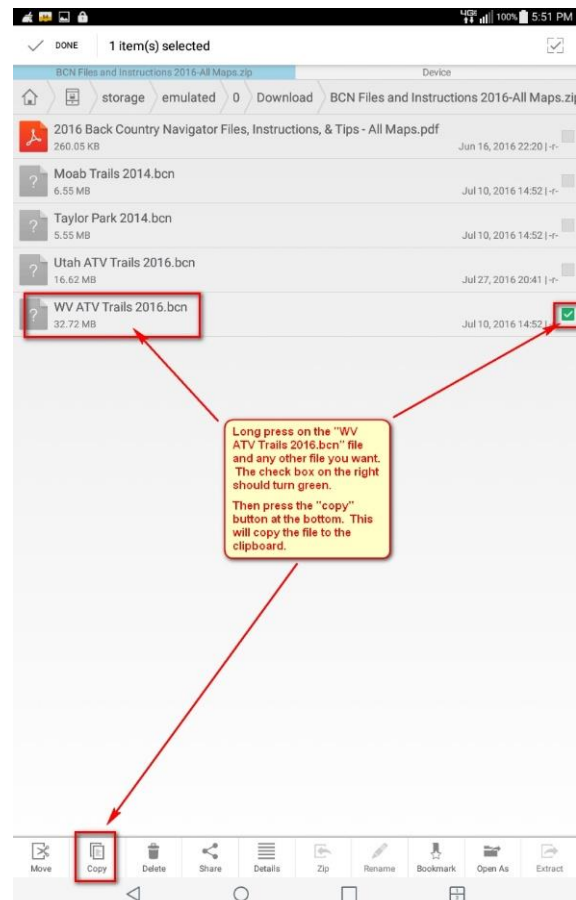 4G 100% 5:51 PM
DONE 1 item(s) selected
BCN Files and Instructions 2016-All Maps.zip Device
storage emulated 0 Download BCN Files and Instructions 2016-All Maps.zip
2016 Back Country Navigator Files, Instructions, & Tips - All Maps.pdf
260.05 KB Jun 16, 2016 22:20 | -r-
Moab Trails 2014.bcn
6.55 MB Jul 10, 2016 14:52 | -r-
Taylor Park 2014.bcn
5.55 MB Jul 10, 2016 14:52 | -r-
Utah ATV Trails 2016.bcn
16.62 MB Jul 27, 2016 20:41 | -r-
WV ATV Trails 2016.bcn
32.72 MB Jul 10, 2016 14:52
Long press on the "WV
ATV Trails 2016.bcn" file
and any other file you want.
The check box on the right
should turn green.
Then press the "copy"
button at the bottom. This
will copy the file to the
clipboard.
Move Copy Delete Share Details Zip Rename Bookmark Open As Extract